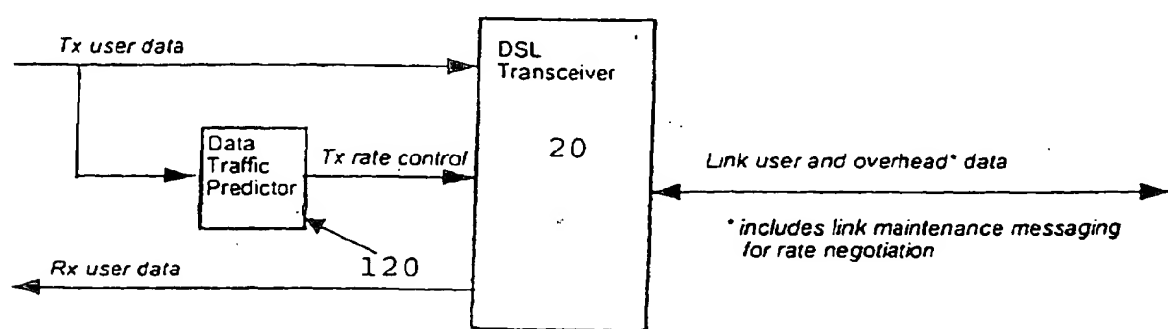 Tx user data
DSL
Transceiver
20
Data
Traffic
Predictor
Tx rate control
Link user and overhead* data
* includes link maintenance messaging
for rate negotiation
120
Rx user data